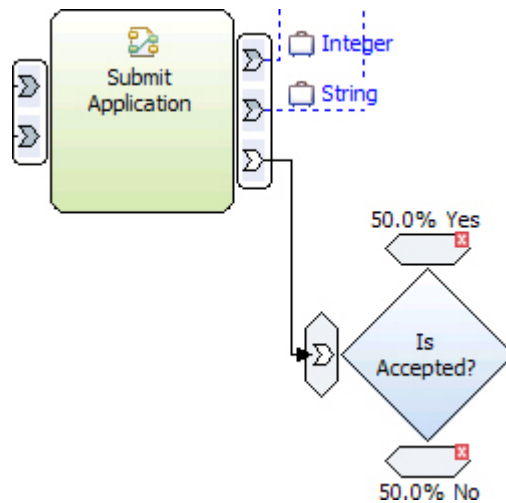 Integer
Submit
Application
String
50.0% Yes
Is
Accepted?
50.0% No